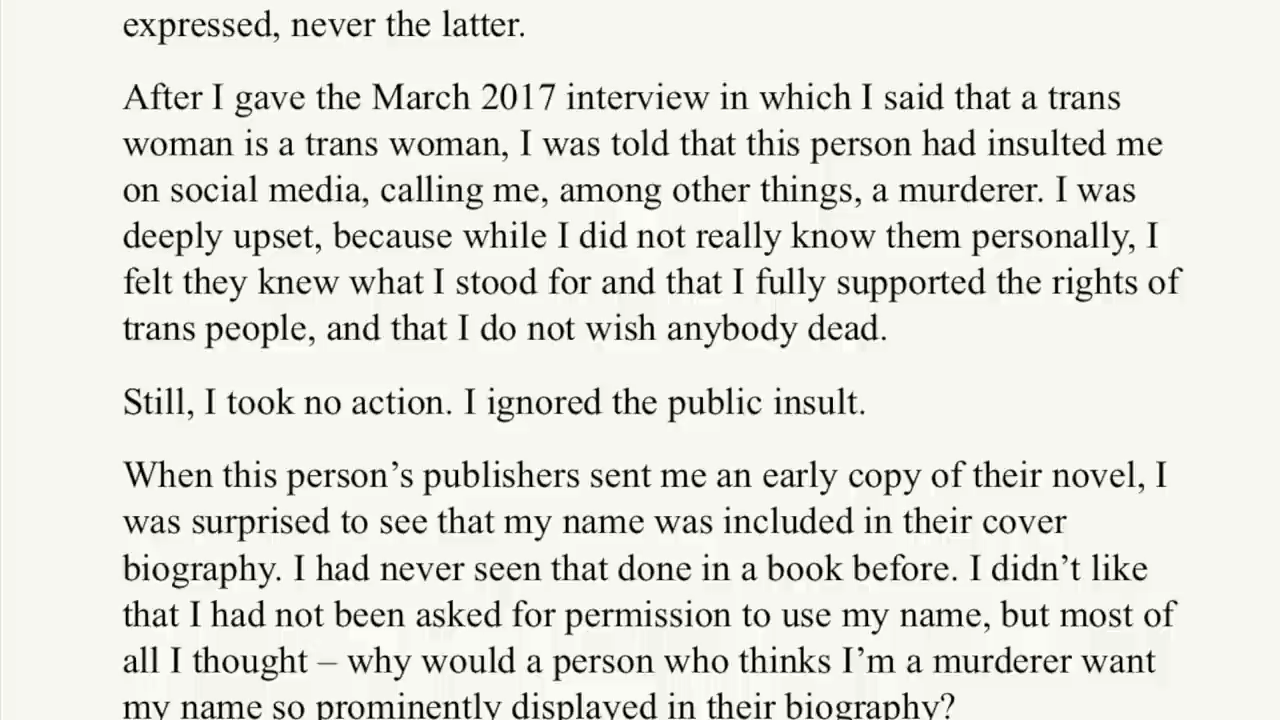 expressed, never the latter.
After I gave the March 2017 interview in which I said that a trans
woman is a trans woman, I was told that this person had insulted me
on social media, calling me, among other things, a murderer. I was
deeply upset, because while I did not really know them personally, I
felt they knew what I stood for and that I fully supported the rights of
trans people, and that I do not wish anybody dead.
Still, I took no action. I ignored the public insult.
When this person’s publishers sent me an early copy of their novel, I
was surprised to see that my name was included in their cover
biography. I had never seen that done in a book before. I didn’t like
that I had not been asked for permission to use my name, but most of
all I thought – why would a person who thinks I’m a murderer want
my name so prominently displayed in their biography?